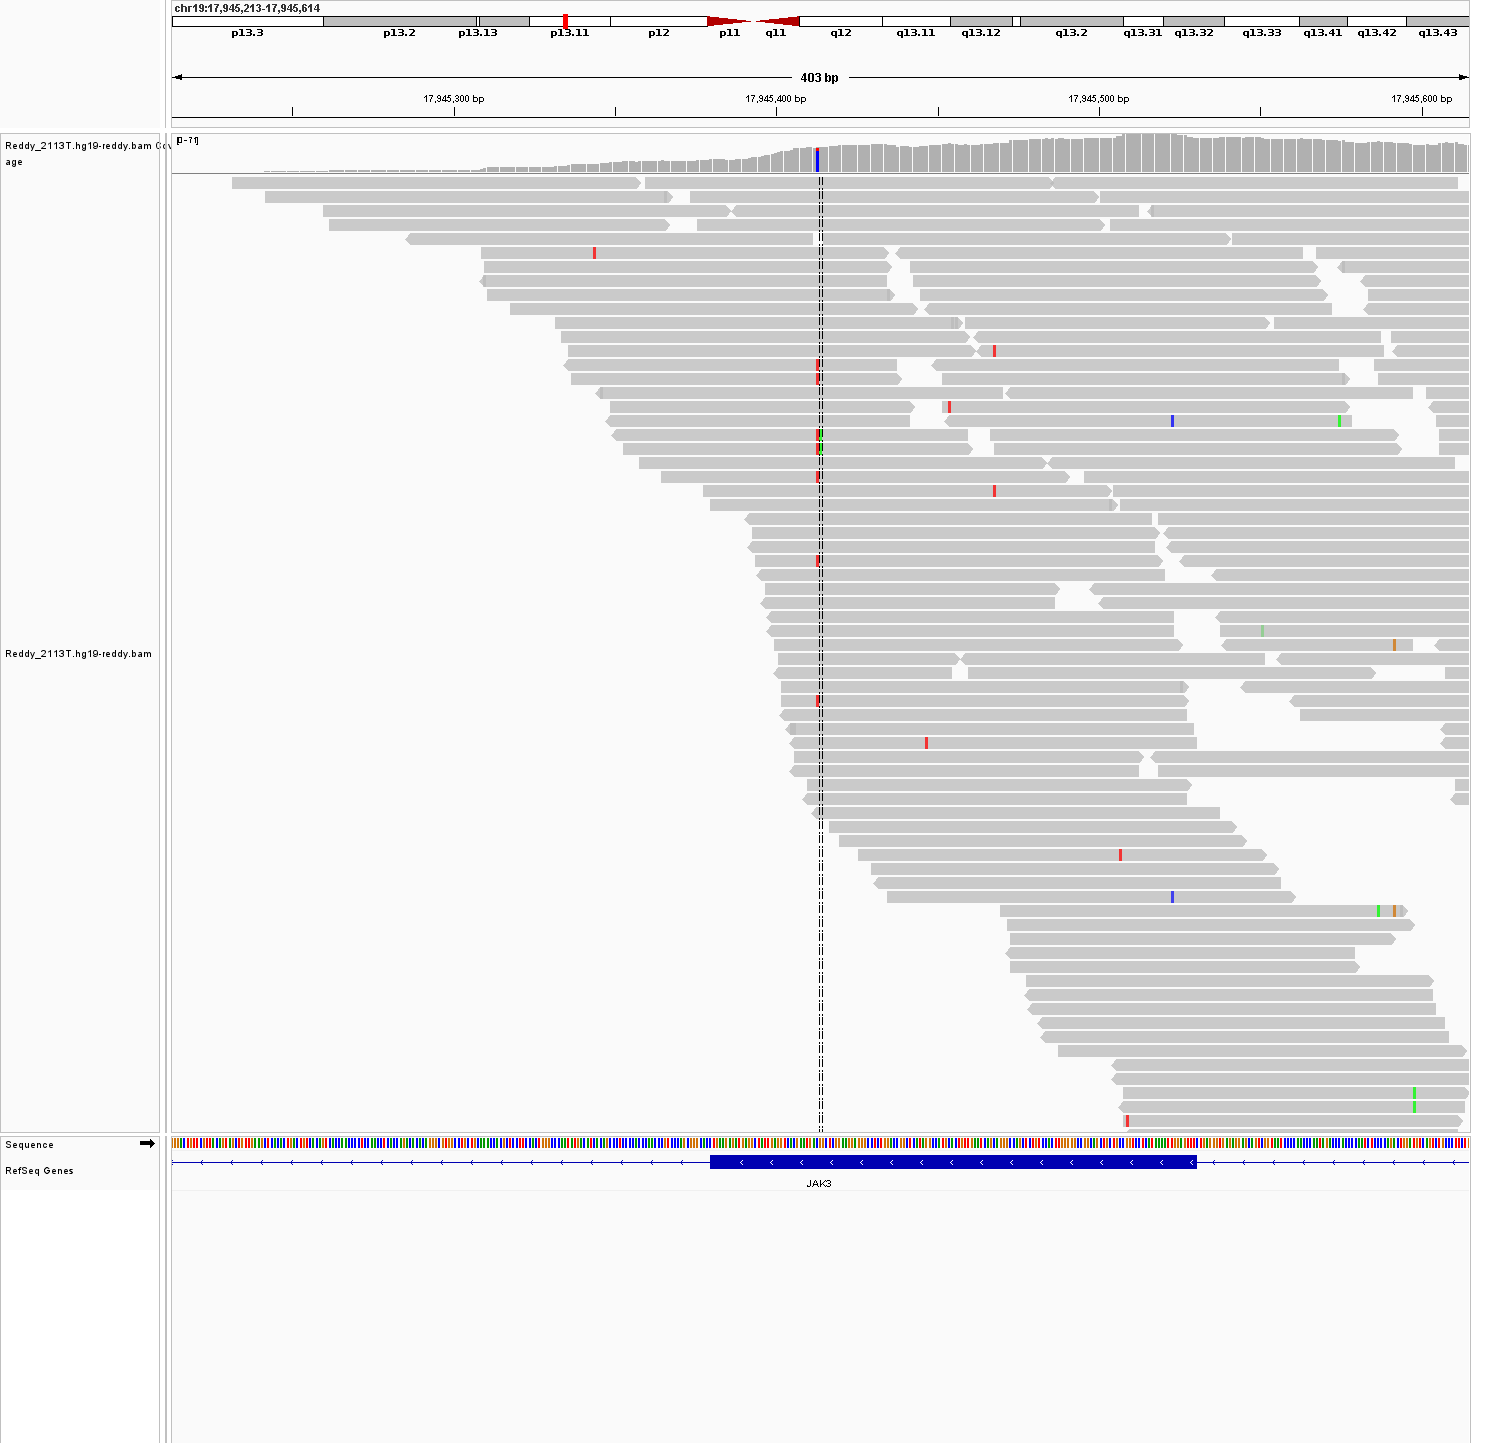 chr19:17,945,213-17,945,614
p13.3 p13.2 p13.13 p13.11 p12 p11 q11 q12 q13.11 q13.12 q13.2 q13.31 q13.32 q13.33 q13.41 q13.42 q13.43
403 bp
17,945,300 bp 17,945,400 bp 17,945,500 bp 17,945,600 bp
[0-71]
Reddy_2113T.hg19-reddy.bam Cov
age
Reddy_2113T.hg19-reddy.bam
Sequence
RefSeq Genes
JAK3